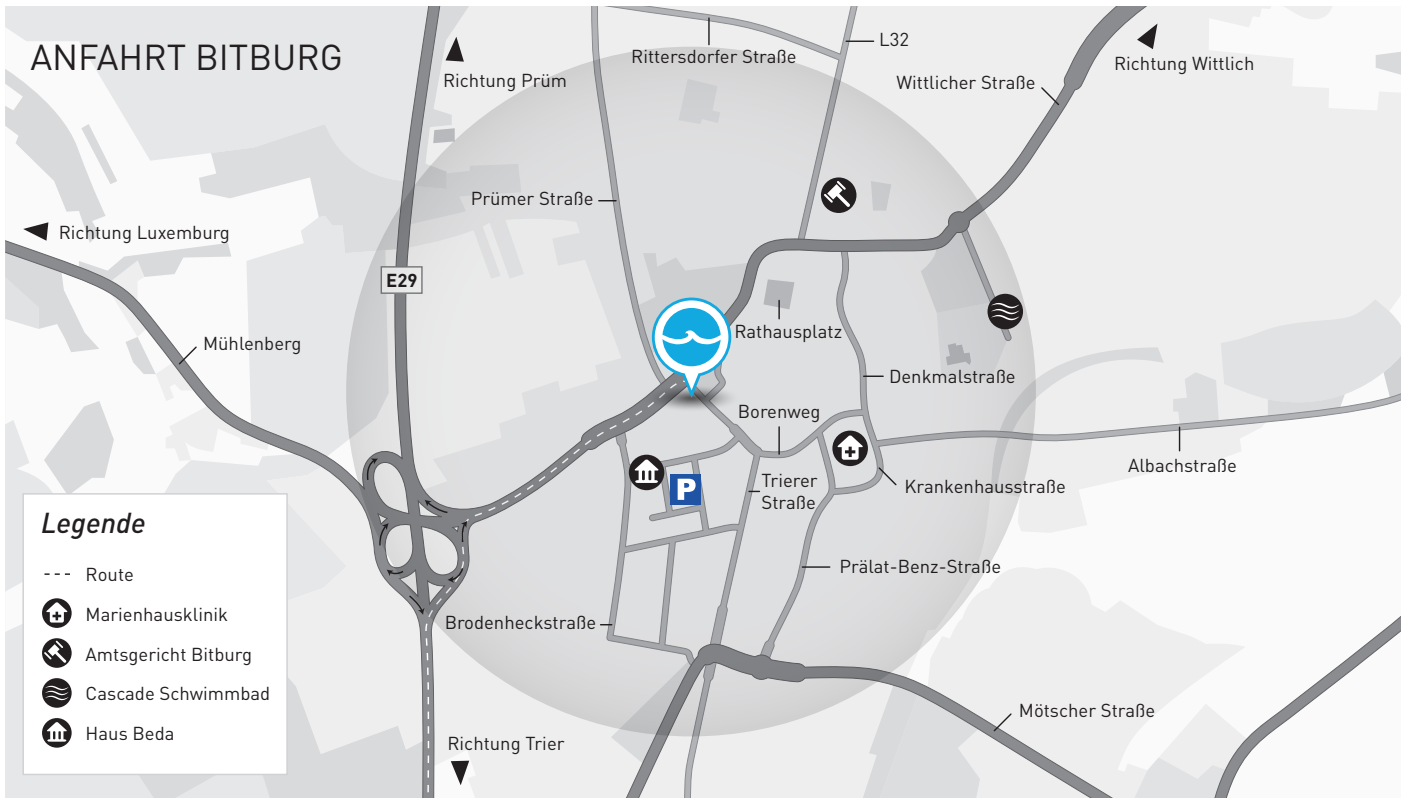 ANFAHRT BITBURG
Richtung Prüm
Rittersdorfer Straße
L32
Wittlicher Straße
Richtung Wittlich
Prümer Straße
Richtung Luxemburg
E29
Mühlenberg
Rathausplatz
Denkmalstraße
Borenweg
Albachstraße
P
Trierer
Straße
Krankenhausstraße
Prälat-Benz-Straße
Brodenheckstraße
Mötscher Straße
Richtung Trier
Legende
Route
Marienhausklinik
Amtsgericht Bitburg
Cascade Schwimmbad
Haus Beda